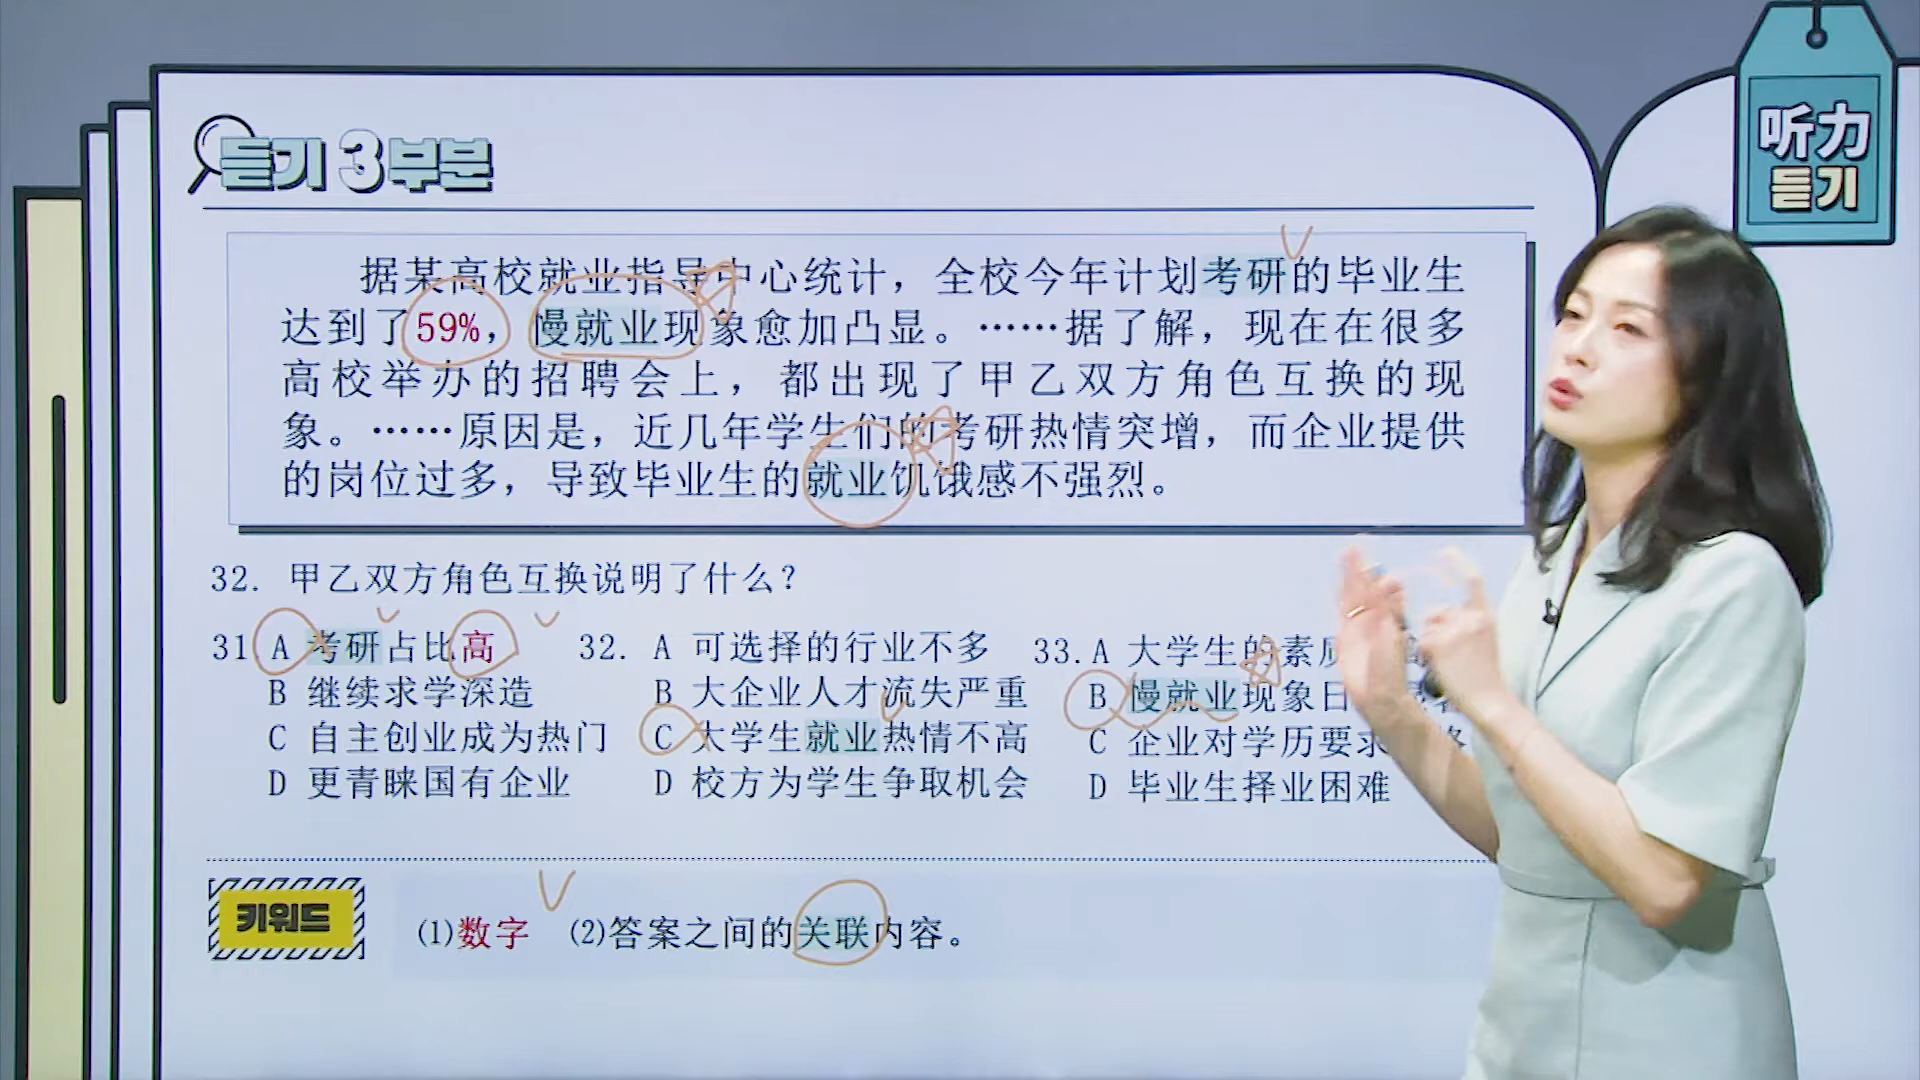 듣기 3부분
听力
듣기
据某高校就业指导中心统计，全校今年计划考研的毕业生
达到了59%，慢就业现象愈加凸显。……据了解，现在在很多
高校举办的招聘会上，都出现了甲乙双方角色互换的现
象。……原因是，近几年学生们的考研热情突增，而企业提供
的岗位过多，导致毕业生的就业饥饿感不强烈。
32. 甲乙双方角色互换说明了什么？
31 A 考研占比高
B 继续求学深造
C 自主创业成为热门
D 更青睐国有企业
32. A 可选择的行业不多
B 大企业人才流失严重
C 大学生就业热情不高
D 校方为学生争取机会
33.A 大学生的素质
B 慢就业现象日
C 企业对学历要求
D 毕业生择业困难
키워드
(1)数字 (2)答案之间的关联内容。